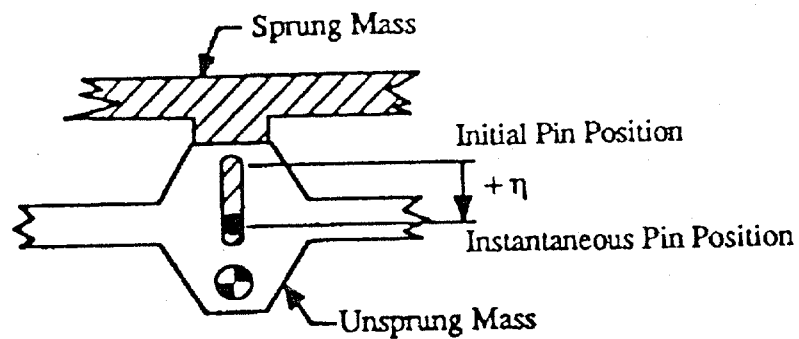 Sprung Mass
Initial Pin Position
+ η
Instantaneous Pin Position
Unsprung Mass